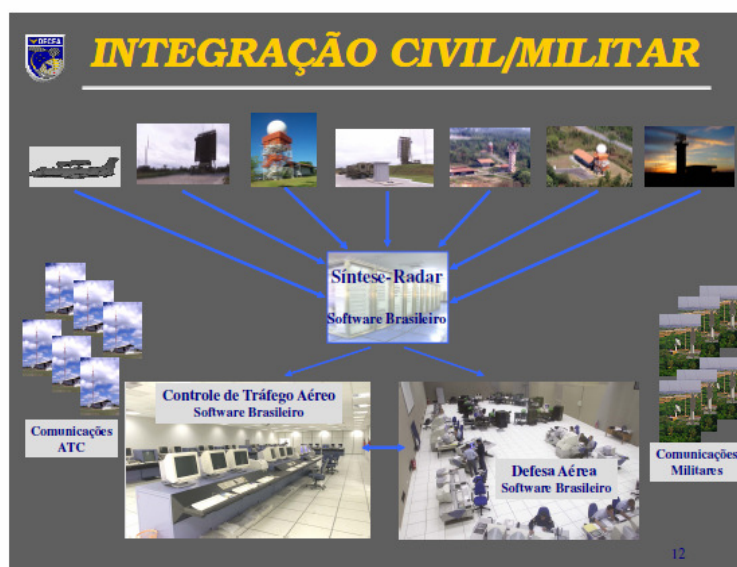 DECEA
INTEGRAÇÃO CIVIL/MILITAR
Síntese-Radar
Software Brasileiro
Controle de Tráfego Aéreo
Software Brasileiro
Defesa Aérea
Software Brasileiro
Comunicações
ATC
Comunicações
Militares
12